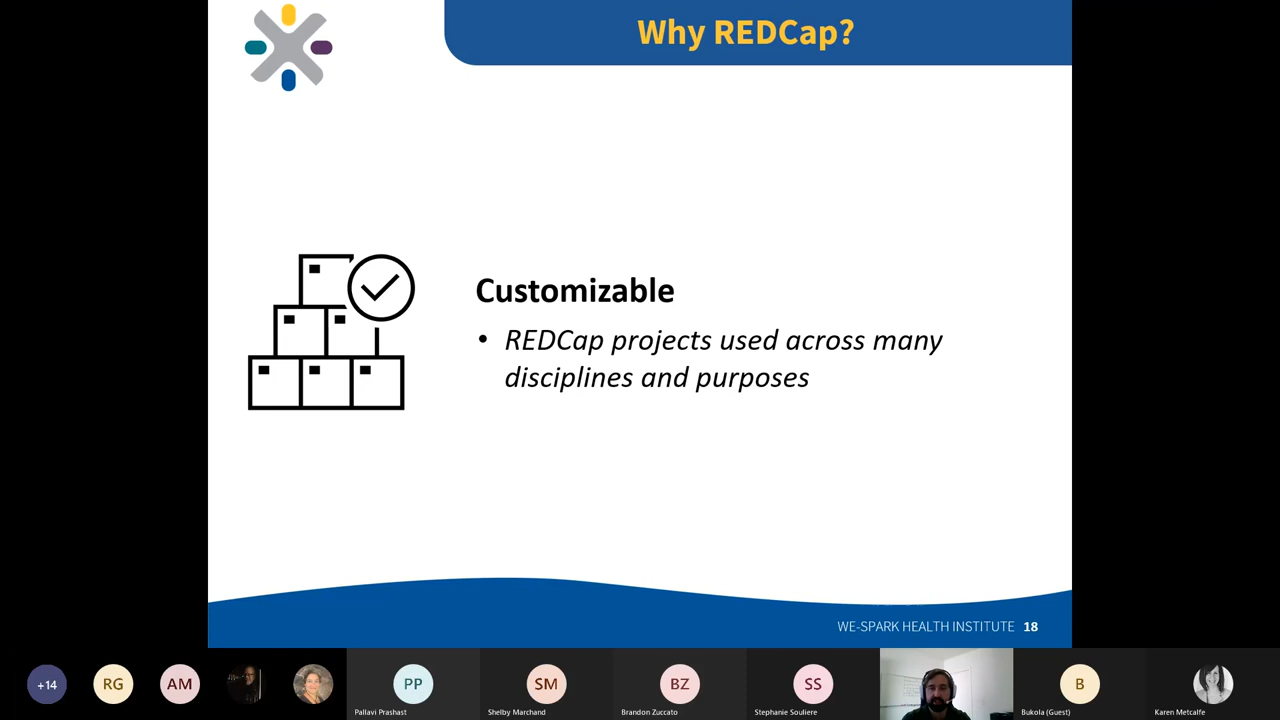 Why REDCap?
Customizable
• REDCap projects used across many
disciplines and purposes
WE-SPARK HEALTH INSTITUTE 18
+14
RG
AM
PP
SM
BZ
SS
B
Pallavi Prashast
Shelby Marchand
Brandon Zuccato
Stephanie Souliere
Bukola (Guest)
Karen Metcalfe